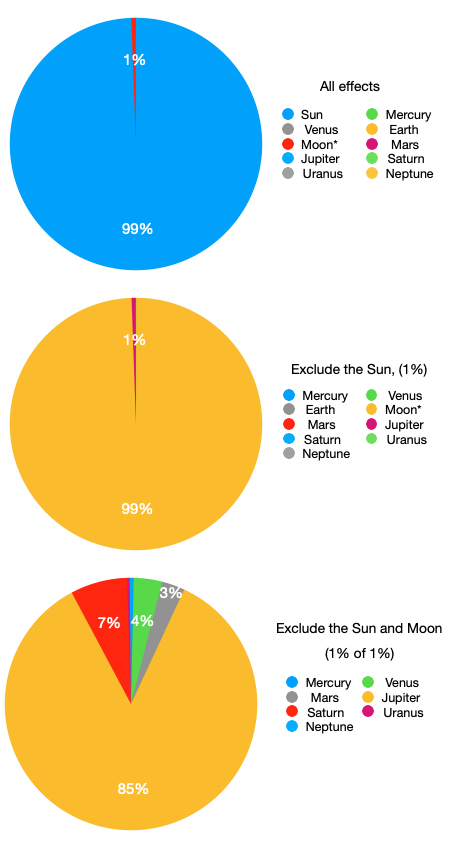 1%
99%
All effects
Sun Mercury
Venus Earth
Moon* Mars
Jupiter Saturn
Uranus Neptune
1%
99%
Exclude the Sun, (1%)
Mercury Venus
Earth Moon*
Mars Jupiter
Saturn Uranus
Neptune
3%
7% 4%
85%
Exclude the Sun and Moon
(1% of 1%)
Mercury Venus
Mars Jupiter
Saturn Uranus
Neptune